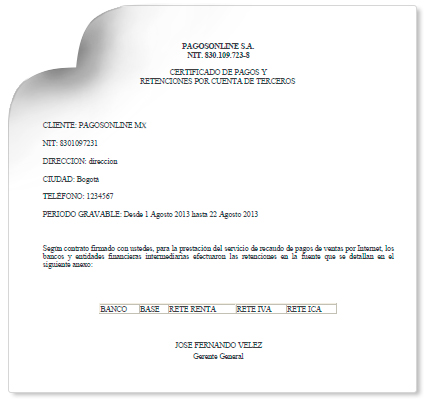 PAGOSONLINE S.A.
NIT. 830.109.723-8
CERTIFICADO DE PAGOS Y
RETENCIONES POR CUENTA DE TERCEROS
CLIENTE: PAGOSONLINE MX
NIT: 8301097231
DIRECCION: direccion
CIUDAD: Bogotá
TELÉFONO: 1234567
PERIODO GRAVABLE: Desde 1 Agosto 2013 hasta 22 Agosto 2013
Según contrato firmado con ustedes, para la prestación del servicio de recaudo de pagos de ventas por Internet, los
bancos y entidades financieras intermediarias efectuaron las retenciones en la fuente que se detallan en el
siguiente anexo:
BANCO BASE RETE RENTA RETE IVA RETE ICA
JOSE FERNANDO VELEZ
Gerente General